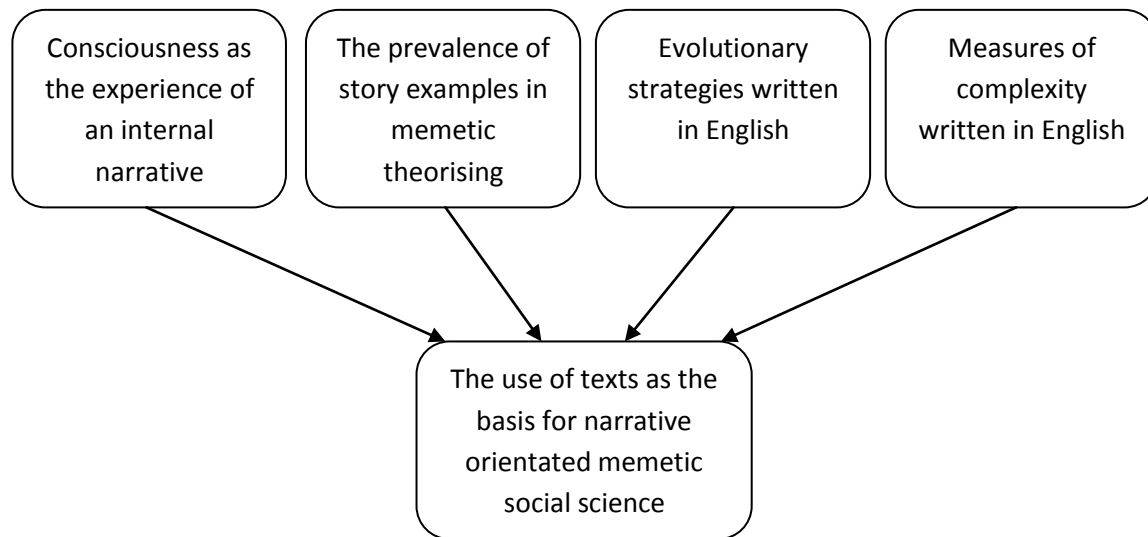 Consciousness as
the experience of
an internal
narrative
The prevalence of
story examples in
memetic
theorising
Evolutionary
strategies written
in English
Measures of
complexity
written in English
The use of texts as the
basis for narrative
orientated memetic
social science